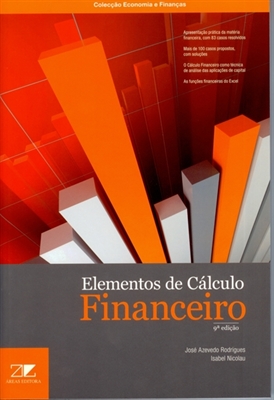 Colecção Economia e Finanças
Apresentação prática da matéria
financeira, com 83 casos resolvidos
Mais de 100 casos propostos,
com soluções
O Cálculo Financeiro como técnica
de análise das aplicações de capital
As funções financeiras do Excel
Elementos de Cálculo
Financeiro
9ª edição
José Azevedo Rodrigues
Isabel Nicolau
ÁREAS EDITORA